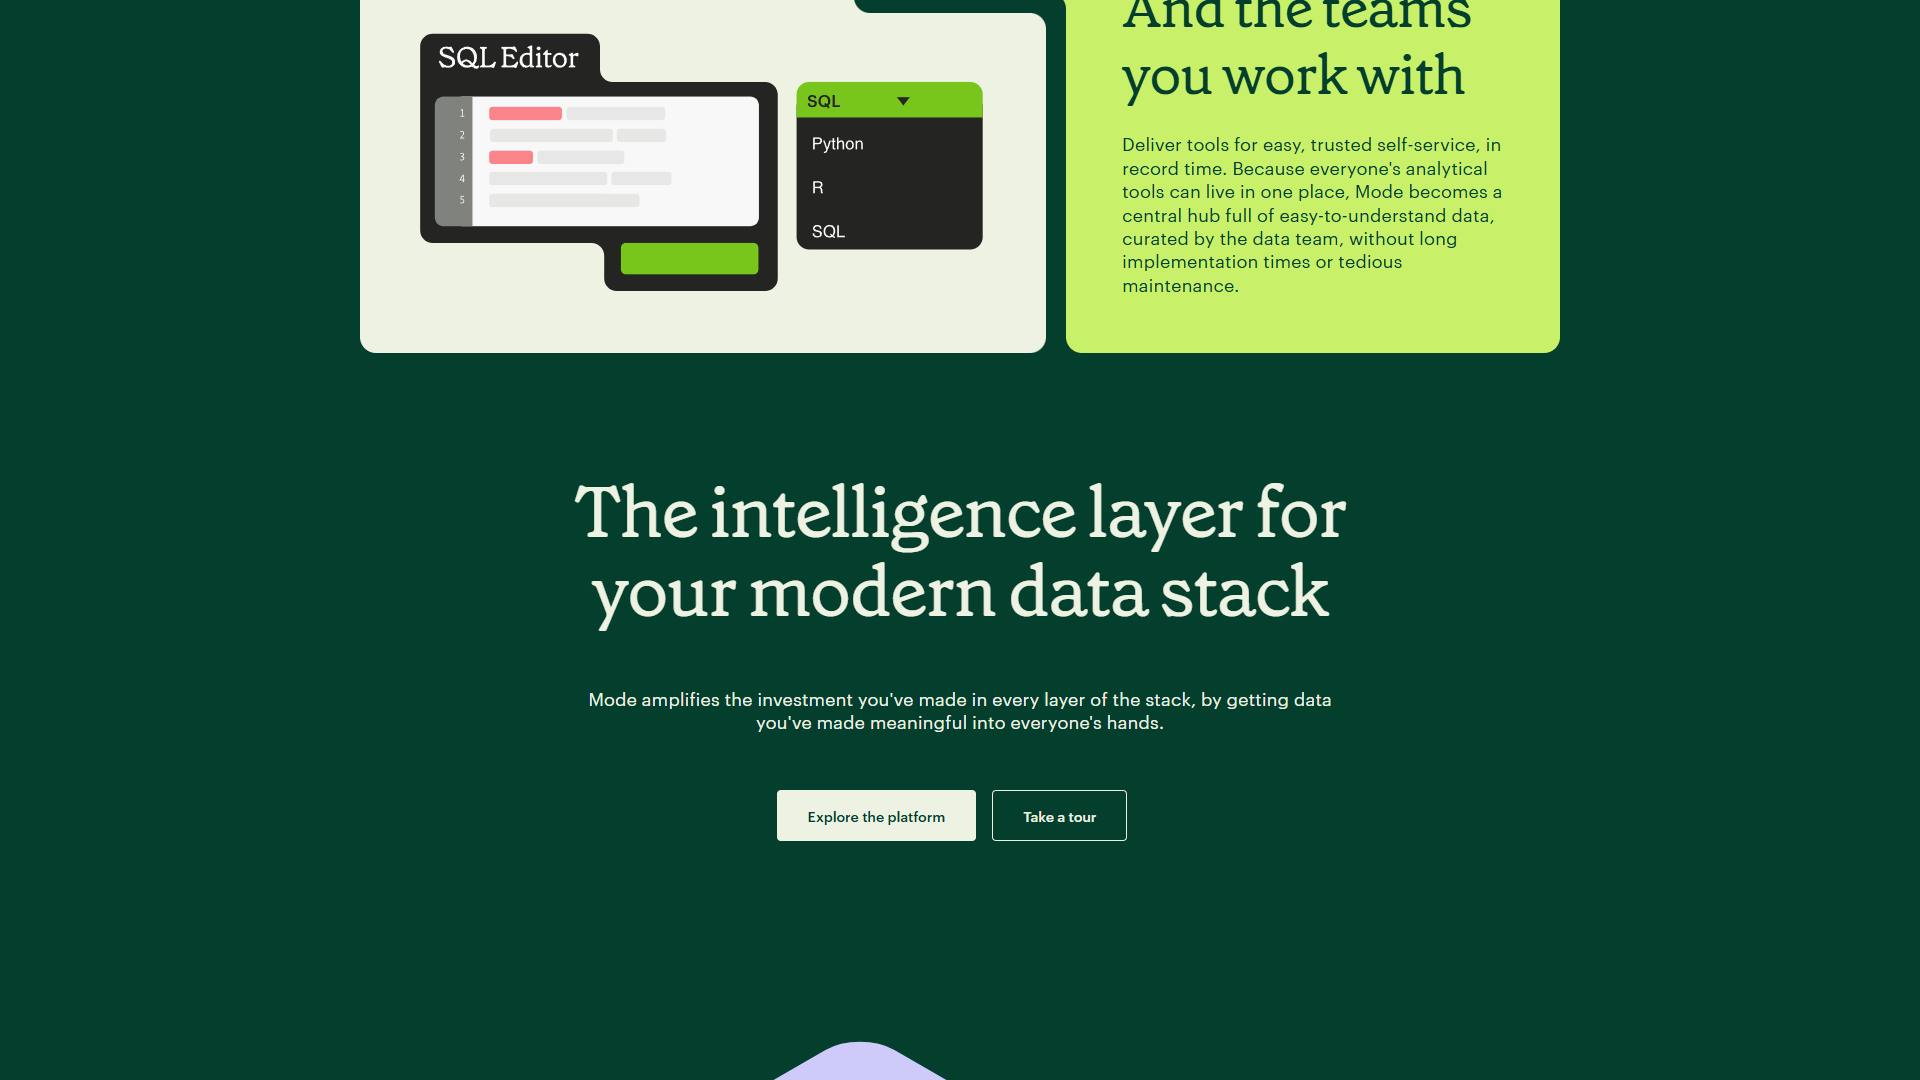 And the teams
you work with
SQL Editor
1
2
3
4
5
SQL
Python
R
SQL
Deliver tools for easy, trusted self-service, in
record time. Because everyone's analytical
tools can live in one place, Mode becomes a
central hub full of easy-to-understand data,
curated by the data team, without long
implementation times or tedious
maintenance.
The intelligence layer for
your modern data stack
Mode amplifies the investment you've made in every layer of the stack, by getting data
you've made meaningful into everyone's hands.
Explore the platform
Take a tour